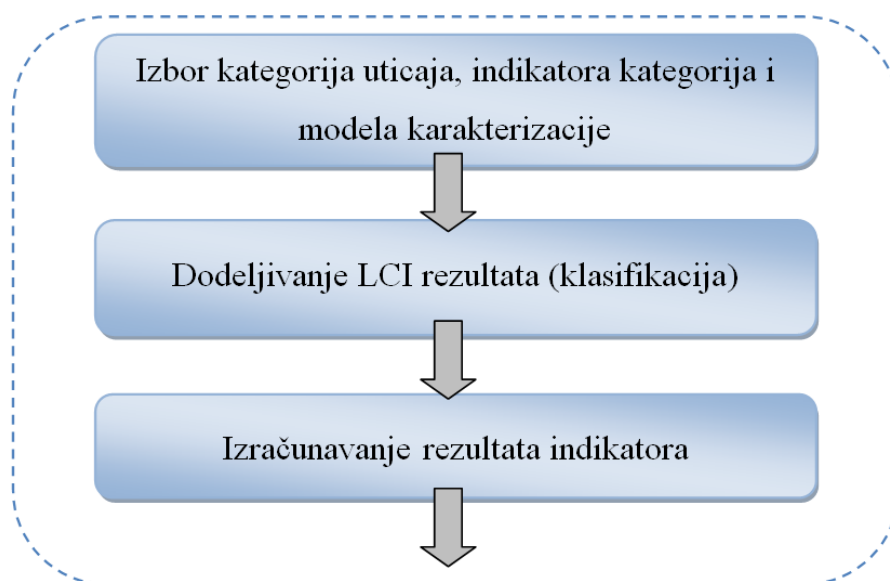 Izbor kategorija uticaja, indikatora kategorija i
modela karakterizacije
Dodeljivanje LCI rezultata (klasifikacija)
Izračunavanje rezultata indikatora